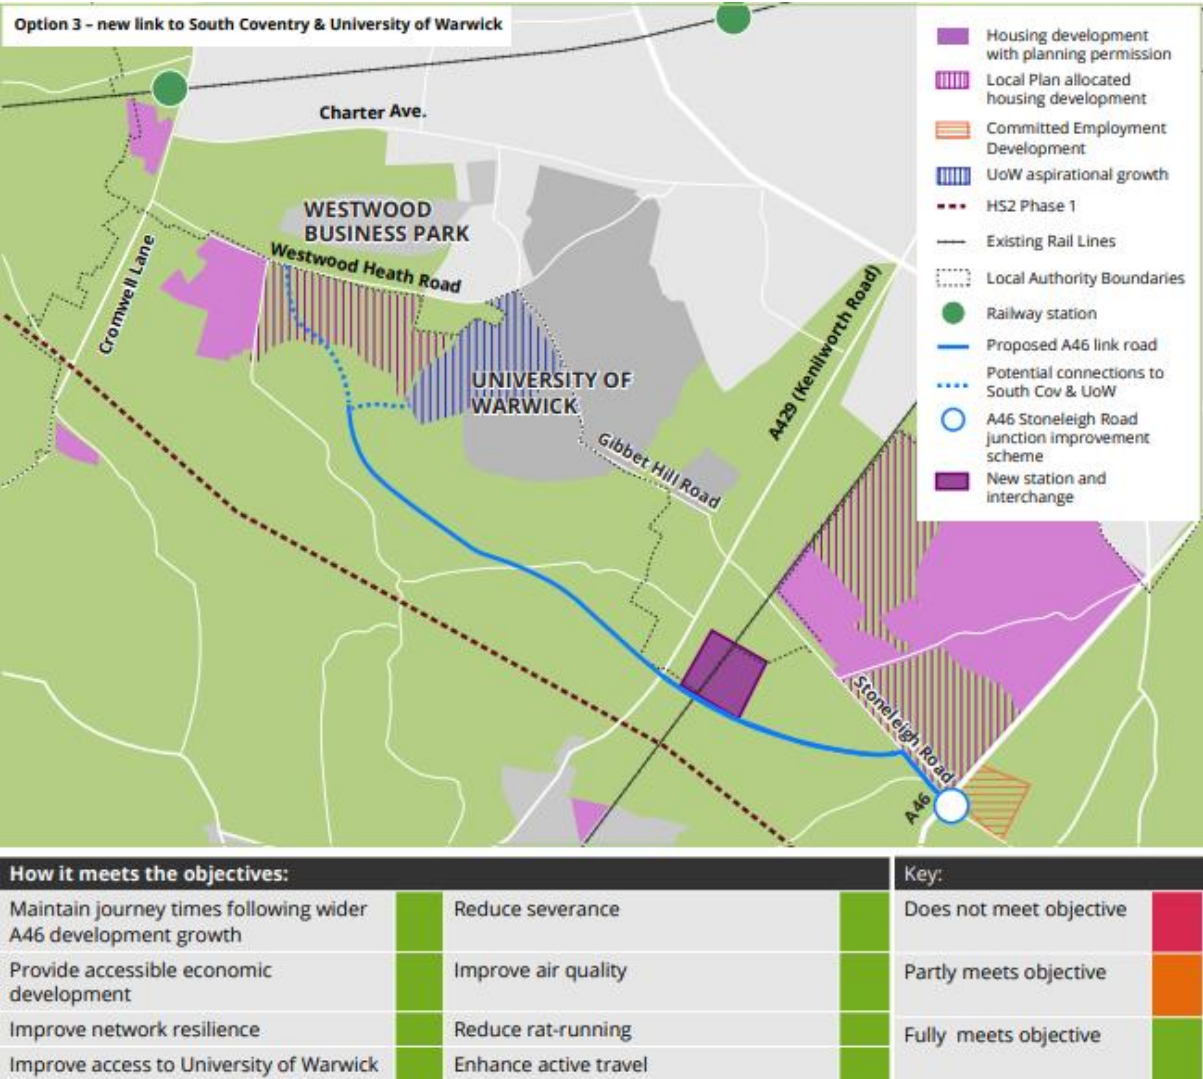 Option 3 – new link to South Coventry & University of Warwick
Charter Ave.
WESTWOOD
BUSINESS PARK
Westwood Heath Road
Cromwell Lane
UNIVERSITY OF
WARWICK
Gibbet Hill Road
A429 (Kenilworth Road)
Stoneleigh Road
A46
Housing development
with planning permission
Local Plan allocated
housing development
Committed Employment
Development
UoW aspirational growth
HS2 Phase 1
Existing Rail Lines
Local Authority Boundaries
Railway station
Proposed A46 link road
Potential connections to
South Cov & UoW
A46 Stoneleigh Road
junction improvement
scheme
New station and
interchange
How it meets the objectives:
Maintain journey times following wider
A46 development growth
Provide accessible economic
development
Improve network resilience
Improve access to University of Warwick
Reduce severance
Improve air quality
Reduce rat-running
Enhance active travel
Key:
Does not meet objective
Partly meets objective
Fully meets objective